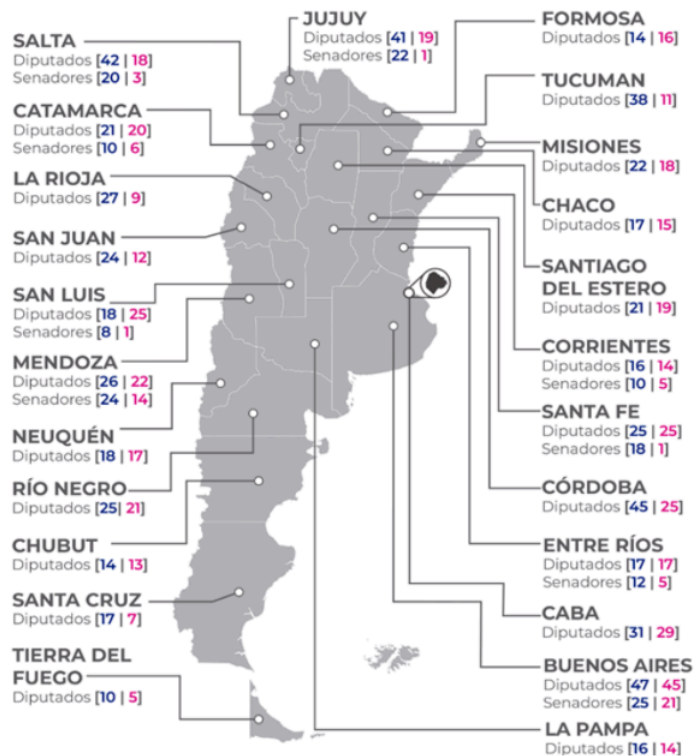 JUJUY
Diputados [41 | 19]
Senadores [22 | 1]
SALTA
Diputados [42 | 18]
Senadores [20 | 3]
CATAMARCA
Diputados [21 | 20]
Senadores [10 | 6]
LA RIOJA
Diputados [27 | 9]
SAN JUAN
Diputados [24 | 12]
SAN LUIS
Diputados [18 | 25]
Senadores [8 | 1]
MENDOZA
Diputados [26 | 22]
Senadores [24 | 14]
NEUQUÉN
Diputados [18 | 17]
RÍO NEGRO
Diputados [25| 21]
CHUBUT
Diputados [14 | 13]
SANTA CRUZ
Diputados [17 | 7]
TIERRA DEL
FUEGO
Diputados [10 | 5]
FORMOSA
Diputados [14 | 16]
TUCUMAN
Diputados [38 | 11]
MISIONES
Diputados [22 | 18]
CHACO
Diputados [17 | 15]
SANTIAGO
DEL ESTERO
Diputados [21 | 19]
CORRIENTES
Diputados [16 | 14]
Senadores [10 | 5]
SANTA FE
Diputados [25 | 25]
Senadores [18 | 1]
CÓRDOBA
Diputados [45 | 25]
ENTRE RÍOS
Diputados [17 | 17]
Senadores [12 | 5]
CABA
Diputados [31 | 29]
BUENOS AIRES
Diputados [47 | 45]
Senadores [25 | 21]
LA PAMPA
Diputados [16 | 14]